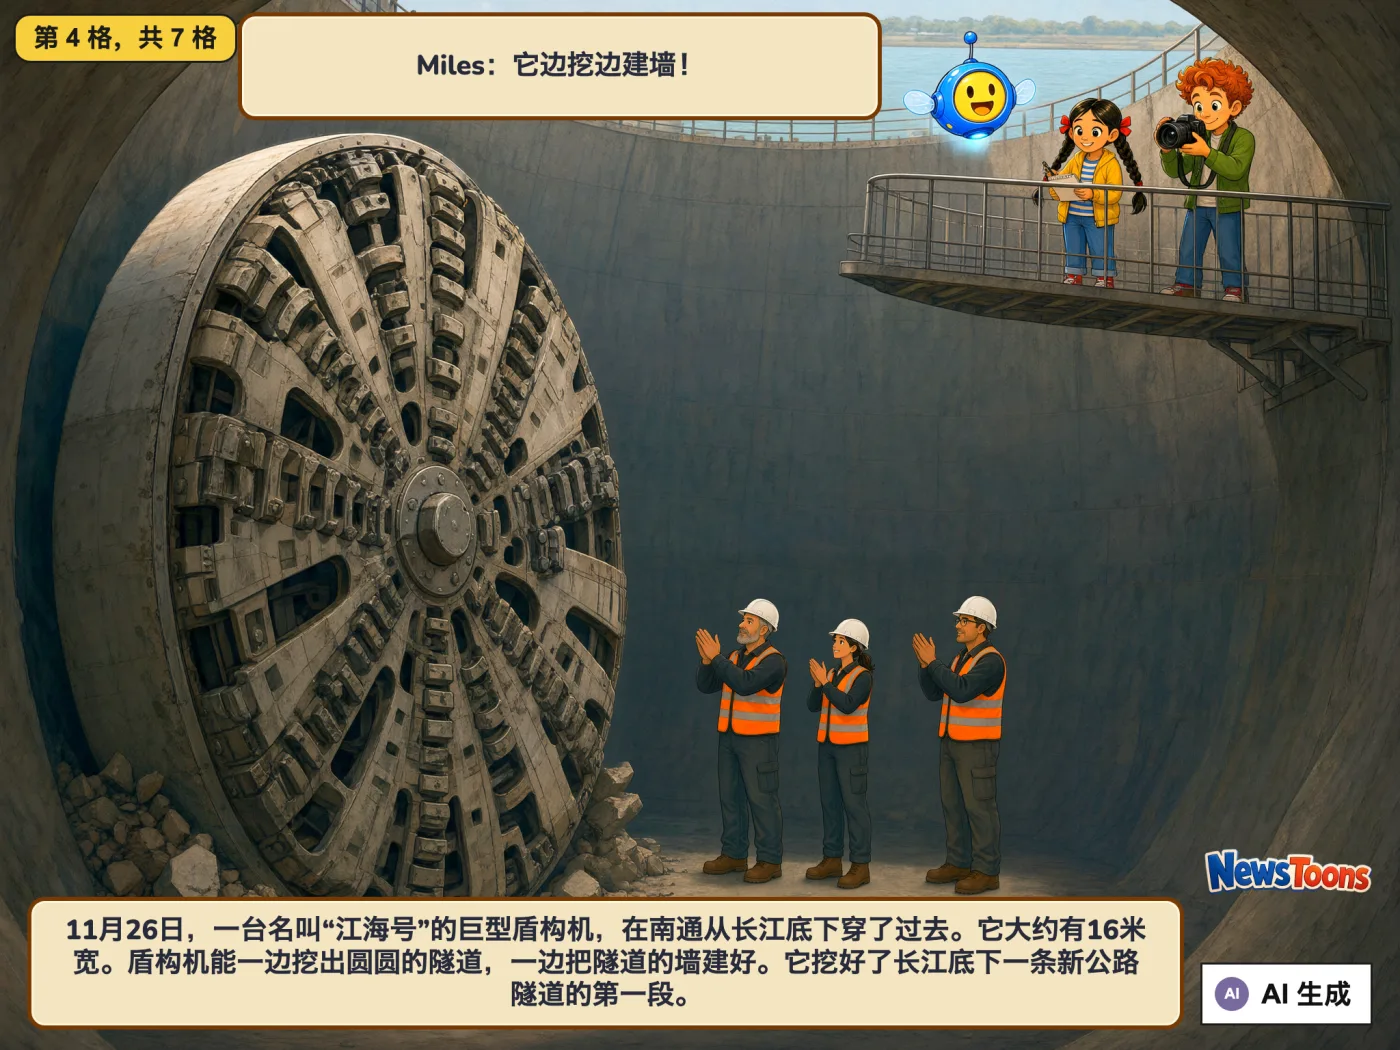 第 4 格，共 7 格
Miles：它边挖边建墙！
11月26日，一台名叫“江海号”的巨型盾构机，在南通从长江底下穿了过去。它大约有16米
宽。盾构机能一边挖出圆圆的隧道，一边把隧道的墙建好。它挖好了长江底下一条新公路
隧道的第一段。
NewsToons
AI AI 生成